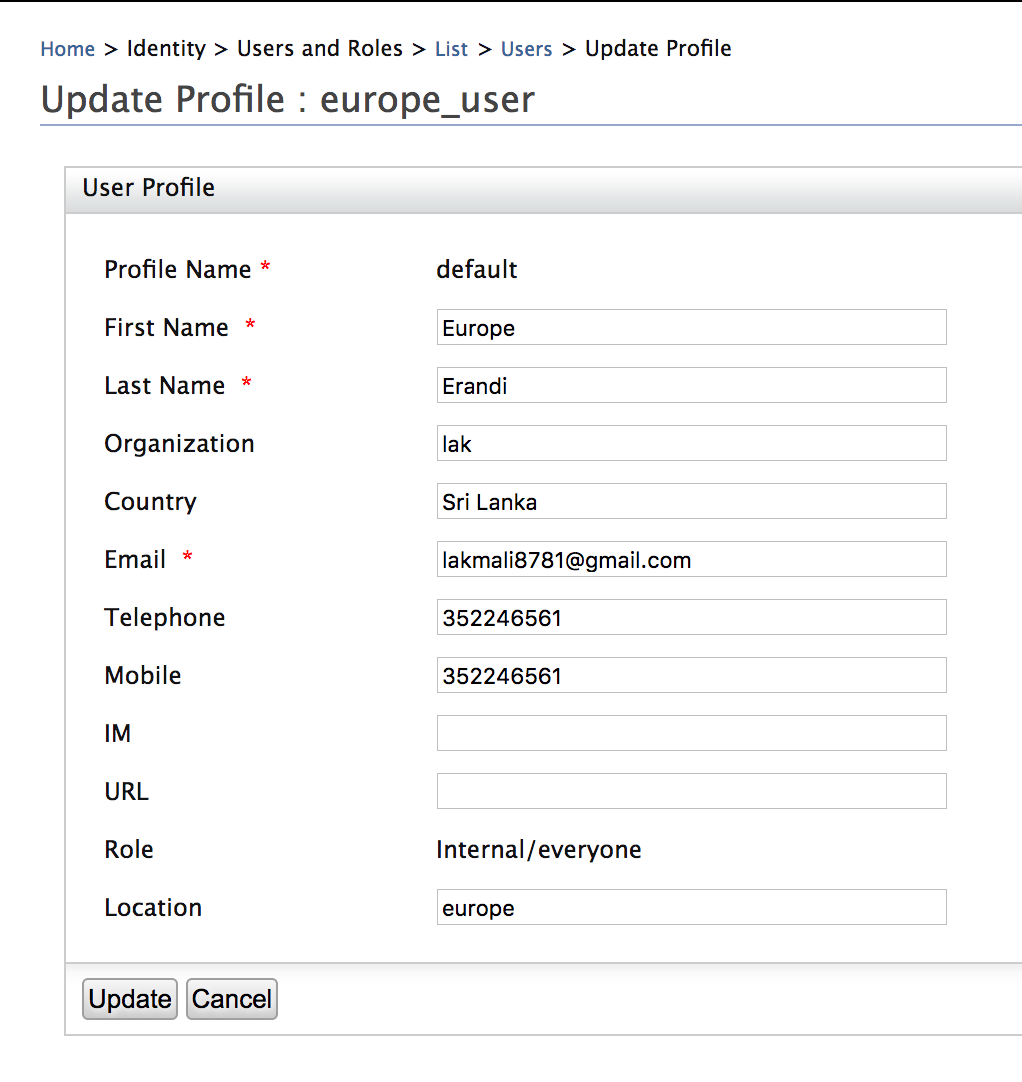 Home > Identity > Users and Roles > List > Users > Update Profile
Update Profile : europe_user
User Profile
Profile Name * default
First Name * Europe
Last Name * Erandi
Organization lak
Country Sri Lanka
Email * lakmali8781@gmail.com
Telephone 352246561
Mobile 352246561
IM
URL
Role Internal/everyone
Location europe
Update Cancel